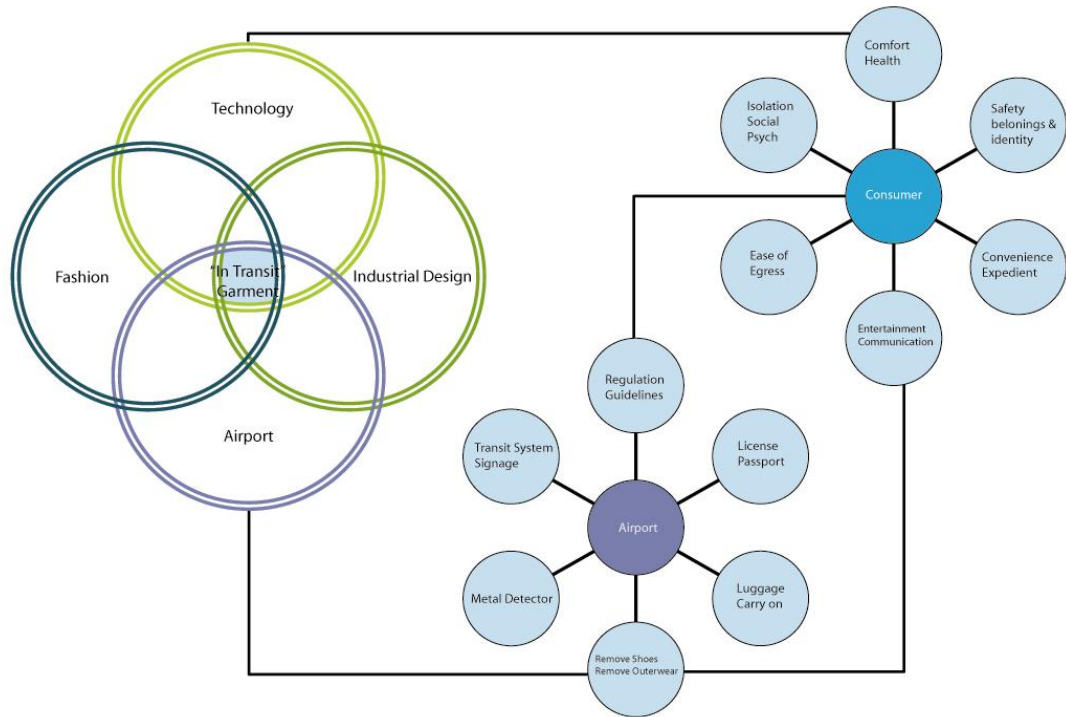 Technology
Fashion
"In Transit"
Garment
Industrial Design
Airport
Comfort
Health
Isolation
Social
Psych
Safety
belonings &
identity
Consumer
Ease of
Egress
Convenience
Expedient
Entertainment
Communication
Regulation
Guidelines
Transit System
Signage
License
Passport
Airport
Metal Detector
Luggage
Carry on
Remove Shoes
Remove Outerwear